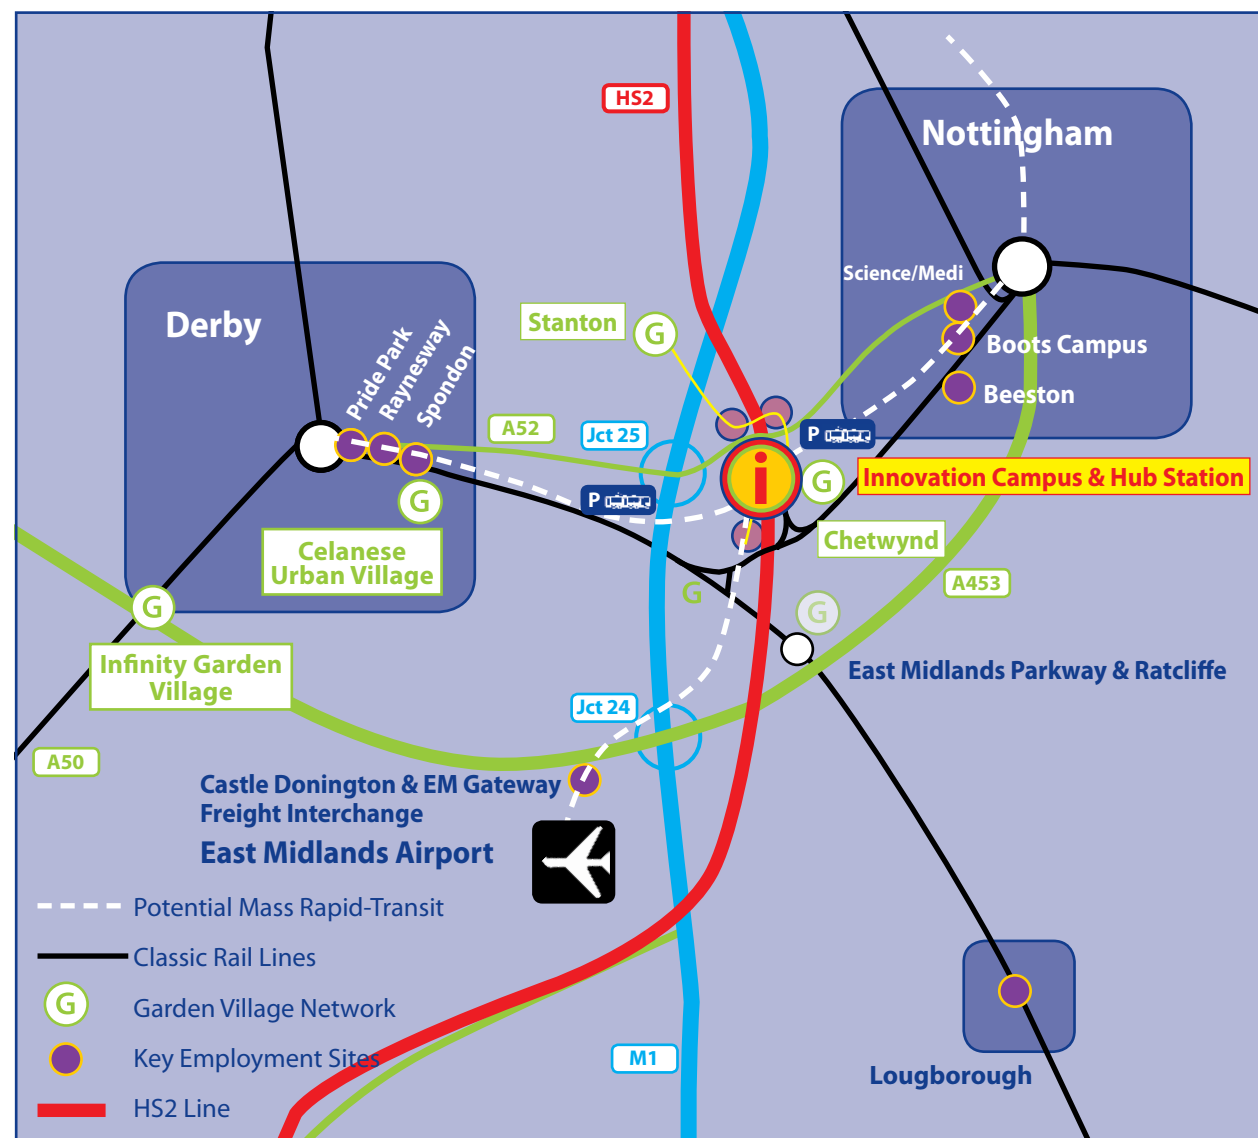 HS2
Nottingham
Science/Medi
Derby
Pride Park
Raynesway
Spondon
Stanton
G
Boots Campus
Beeston
A52
Jct 25
P
P
i
G
Innovation Campus & Hub Station
G
Celanese
Urban Village
Chetwynd
A453
G
G
G
Infinity Garden
Village
East Midlands Parkway & Ratcliffe
Jct 24
A50
Castle Donington & EM Gateway
Freight Interchange
East Midlands Airport
Potential Mass Rapid-Transit
Classic Rail Lines
G
Garden Village Network
Key Employment Sites
M1
Lougborough
HS2 Line